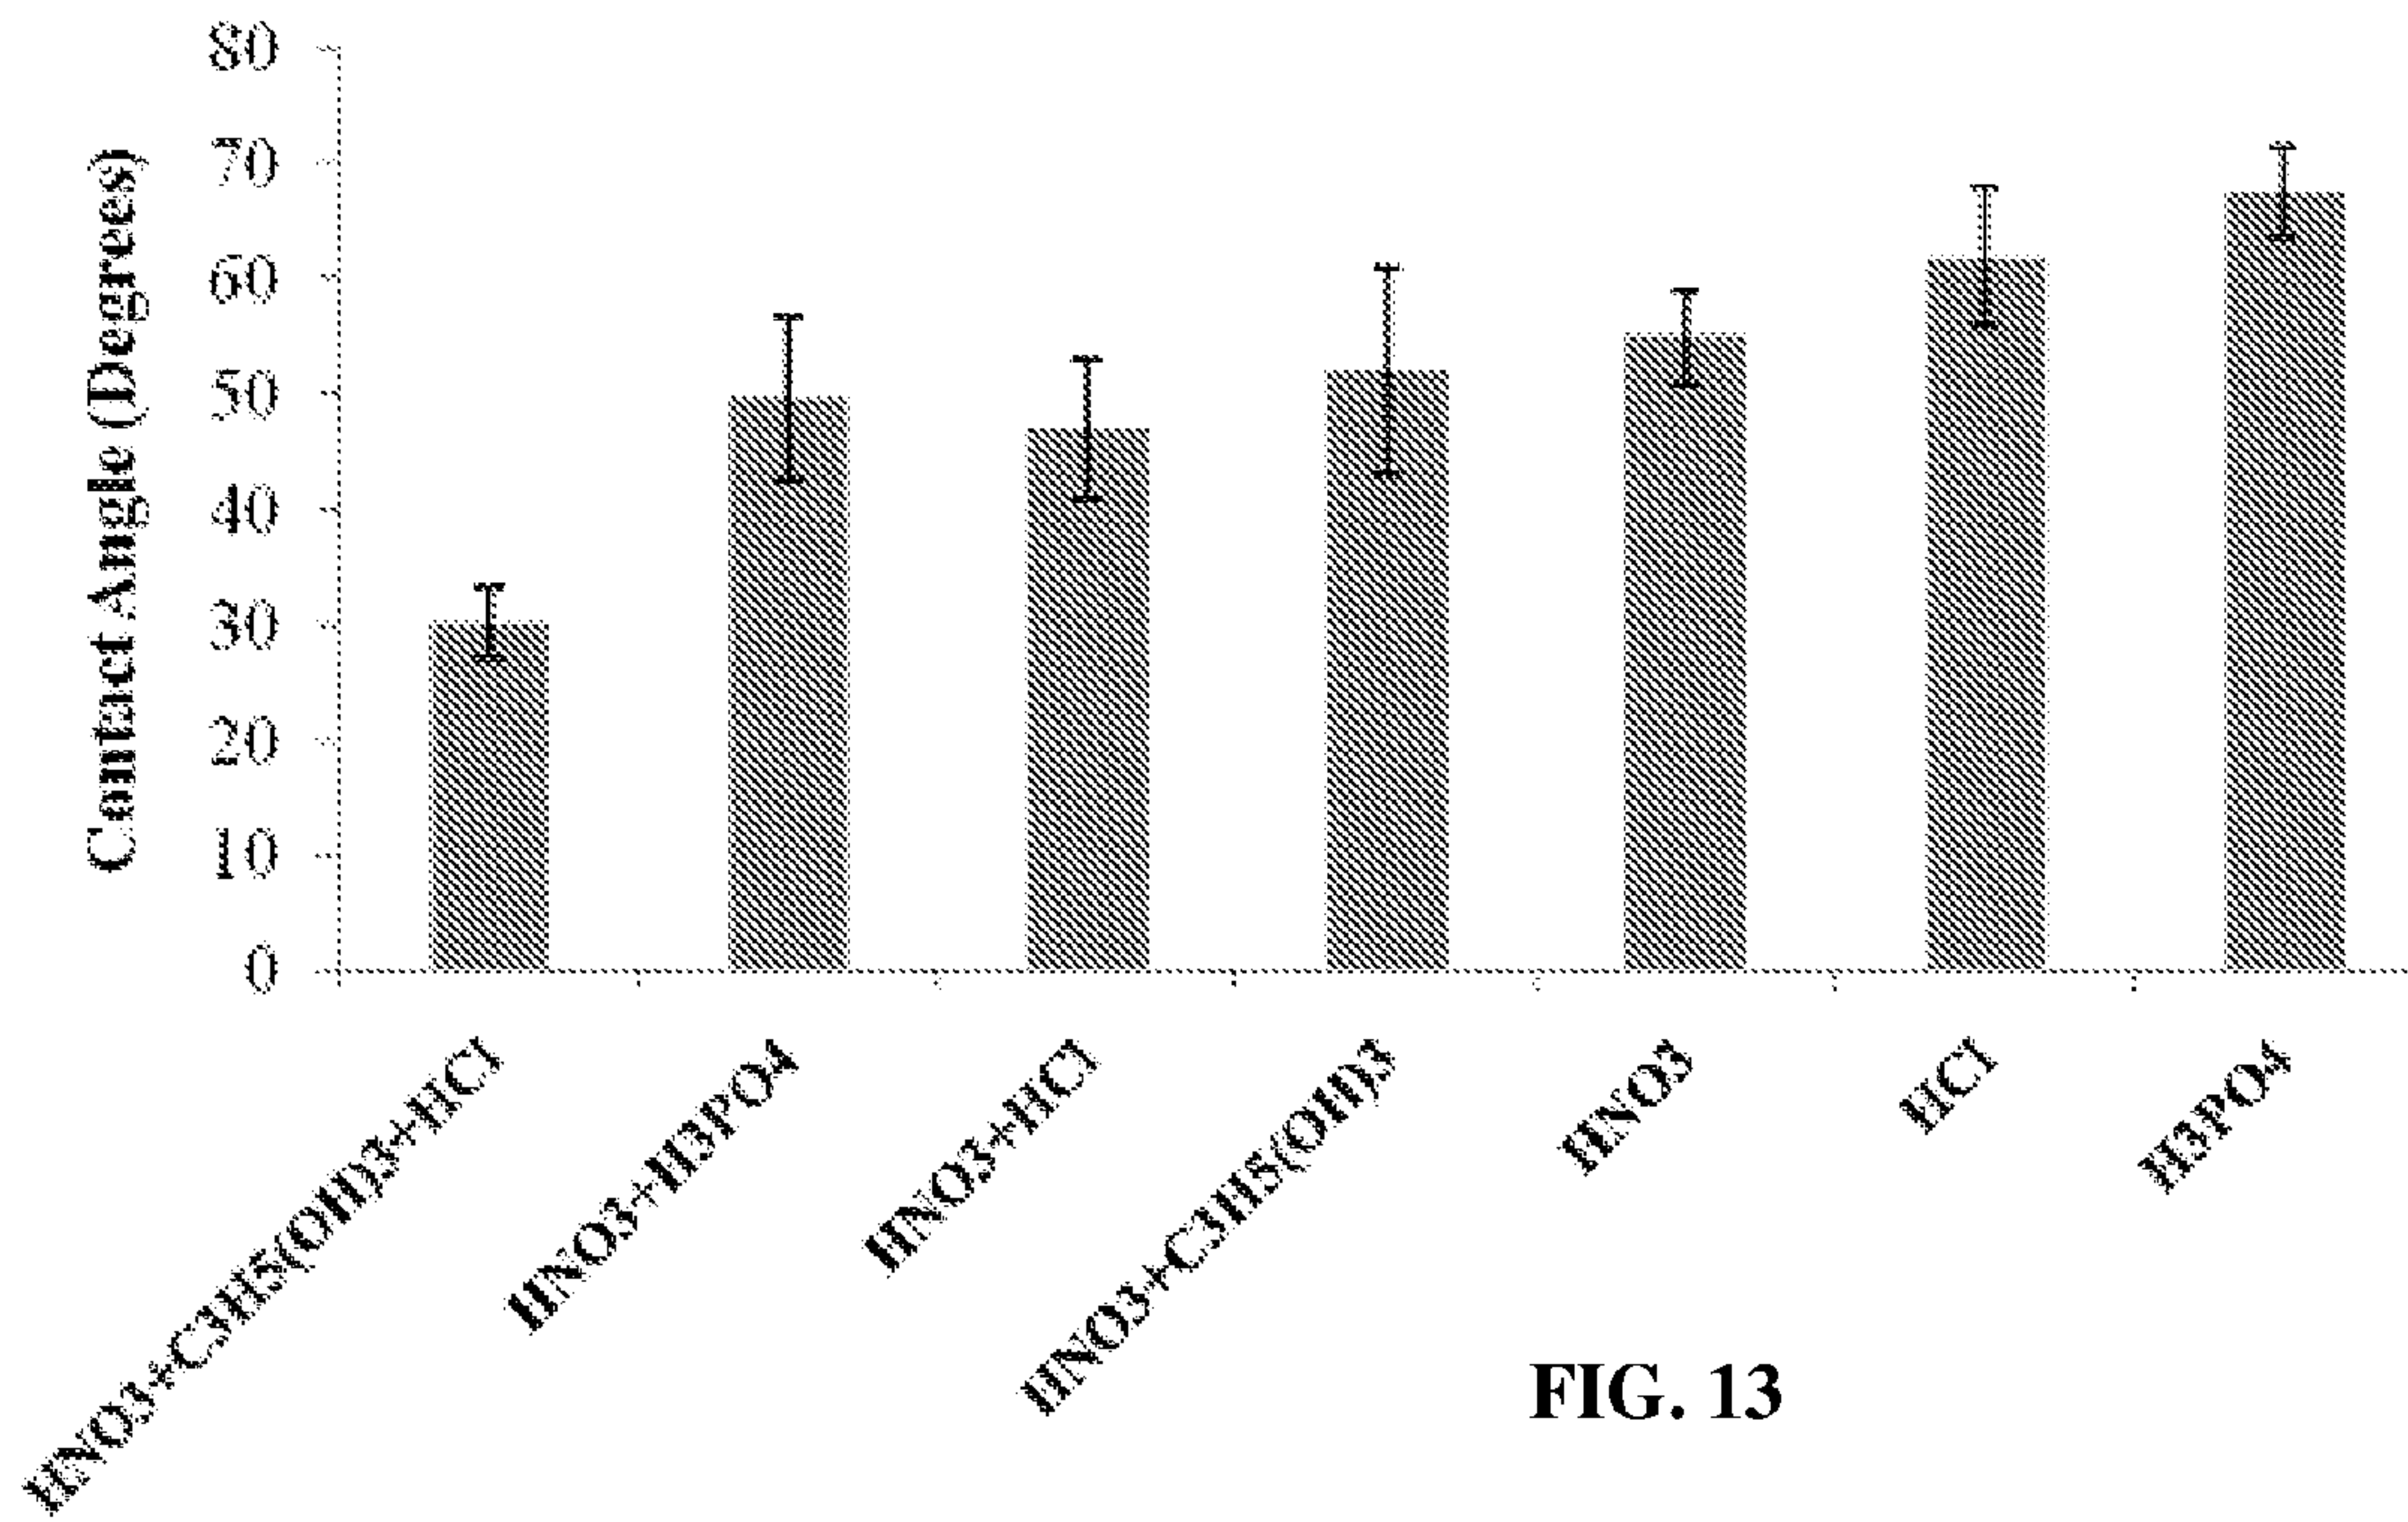 80
70
60
50
40
30
20
10
0
Contact Angle (Degrees)
HNO3+C3H5(OH)3+HCl
HNO3+H3PO4
HNO3+HCl
HNO3+C3H5(OH)3
HNO3
HCl
H3PO4
FIG. 13